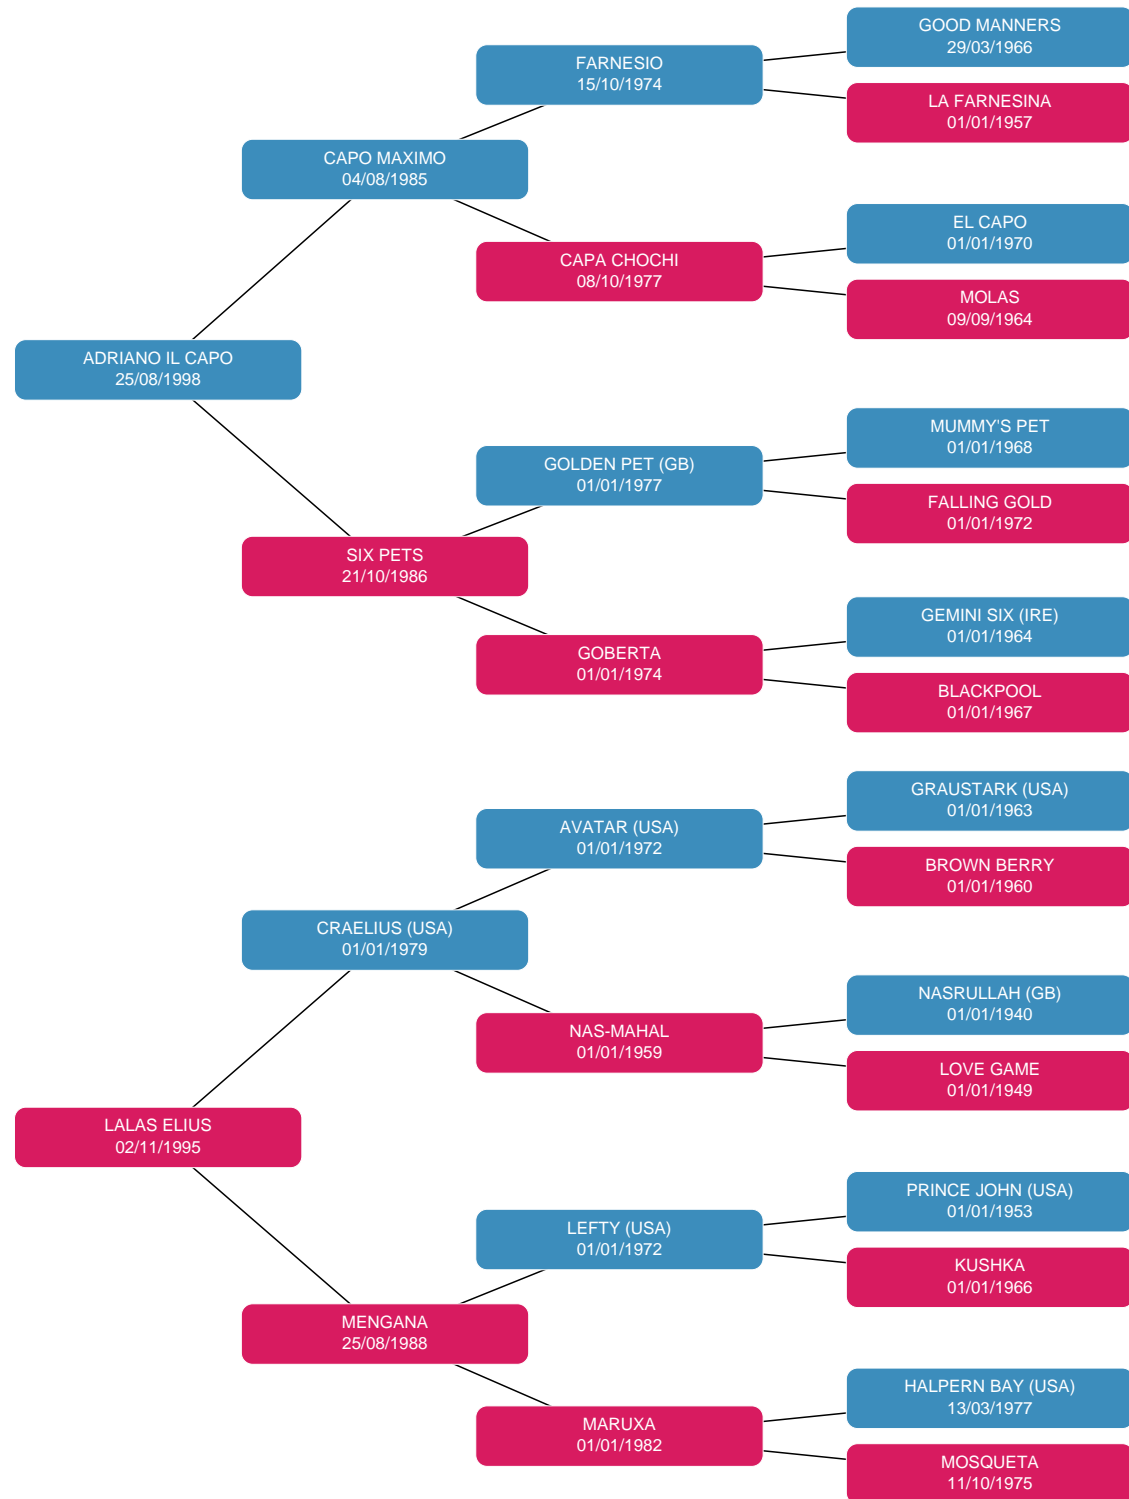 GOOD MANNERS
29/03/1966
FARNESIO
15/10/1974
LA FARNESINA
01/01/1957
CAPO MAXIMO
04/08/1985
EL CAPO
01/01/1970
CAPA CHOCHI
08/10/1977
MOLAS
09/09/1964
ADRIANO IL CAPO
25/08/1998
MUMMY'S PET
01/01/1968
GOLDEN PET (GB)
01/01/1977
FALLING GOLD
01/01/1972
SIX PETS
21/10/1986
GEMINI SIX (IRE)
01/01/1964
GOBERTA
01/01/1974
BLACKPOOL
01/01/1967
GRAUSTARK (USA)
01/01/1963
AVATAR (USA)
01/01/1972
BROWN BERRY
01/01/1960
CRAELIUS (USA)
01/01/1979
NASRULLAH (GB)
01/01/1940
NAS-MAHAL
01/01/1959
LOVE GAME
01/01/1949
LALAS ELIUS
02/11/1995
PRINCE JOHN (USA)
01/01/1953
LEFTY (USA)
01/01/1972
KUSHKA
01/01/1966
MENGANA
25/08/1988
HALPERN BAY (USA)
13/03/1977
MARUXA
01/01/1982
MOSQUETA
11/10/1975